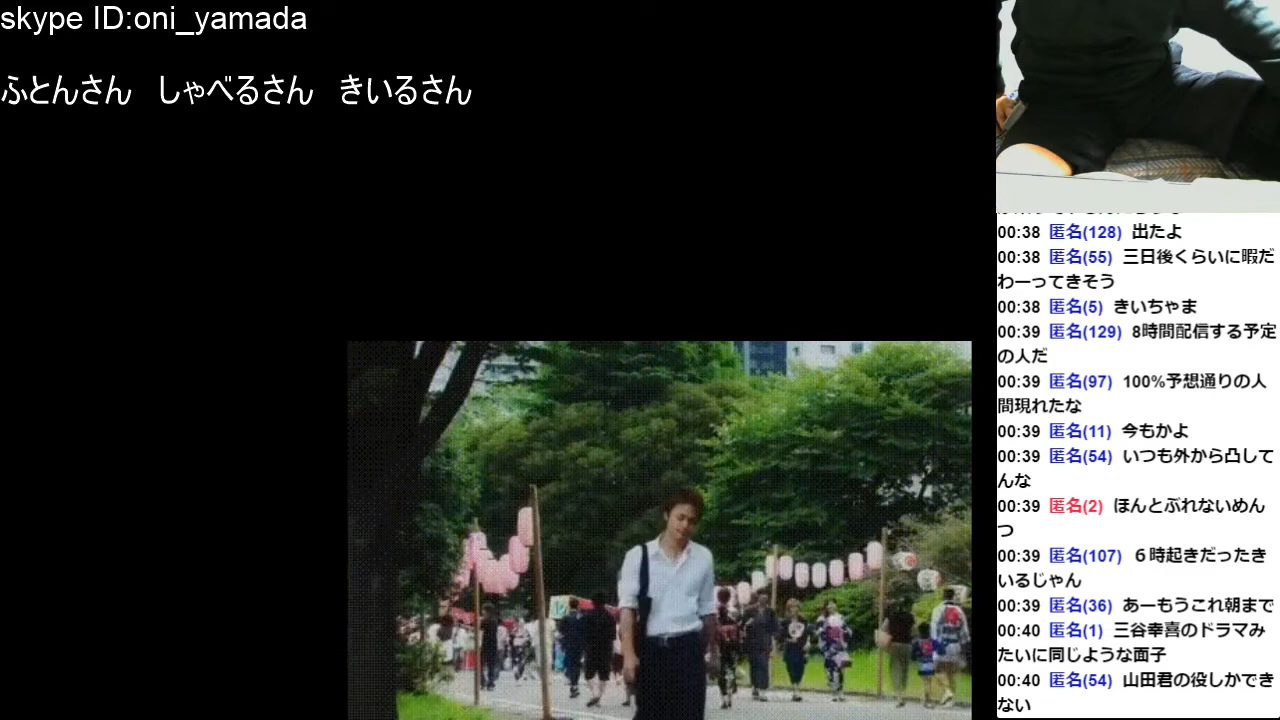 skype ID:oni_yamada
ふとんさん　しゃべるさん　きいるさん
00:38 匿名(128) 出たよ
00:38 匿名(55) 三日後くらいに暇だ
わーってきそう
00:38 匿名(5) きいちゃま
00:39 匿名(129) 8時間配信する予定
の人だ
00:39 匿名(97) 100%予想通りの人
間現れたな
00:39 匿名(11) 今もかよ
00:39 匿名(54) いつも外から凸して
んな
00:39 匿名(2) ほんとぶれないめん
つ
00:39 匿名(107) ６時起きだったき
いるじゃん
00:39 匿名(36) あーもうこれ朝まで
00:40 匿名(1) 三谷幸喜のドラマみ
たいに同じような面子
00:40 匿名(54) 山田君の役しかでき
ない